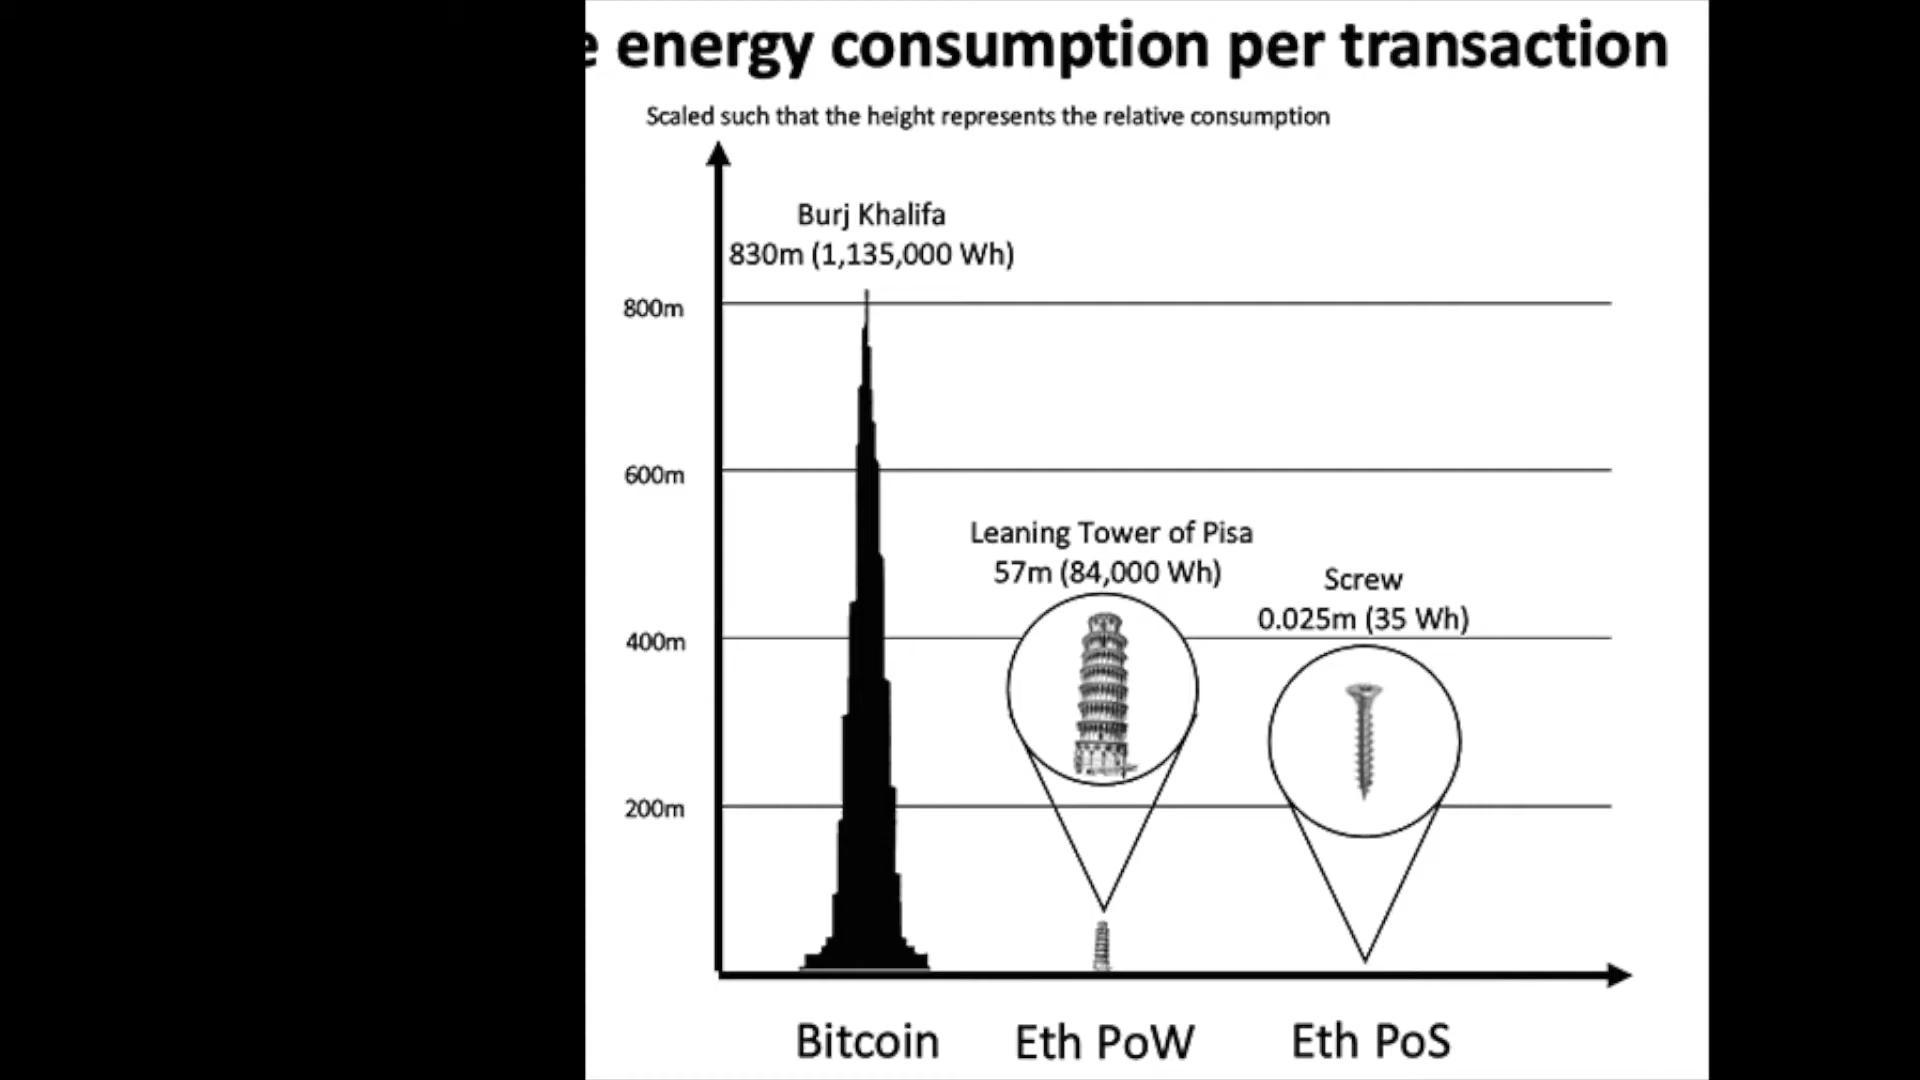 energy consumption per transaction
Scaled such that the height represents the relative consumption
Burj Khalifa
830m (1,135,000 Wh)
800m
600m
Leaning Tower of Pisa
57m (84,000 Wh)
Screw
0.025m (35 Wh)
400m
200m
Bitcoin
Eth PoW
Eth PoS